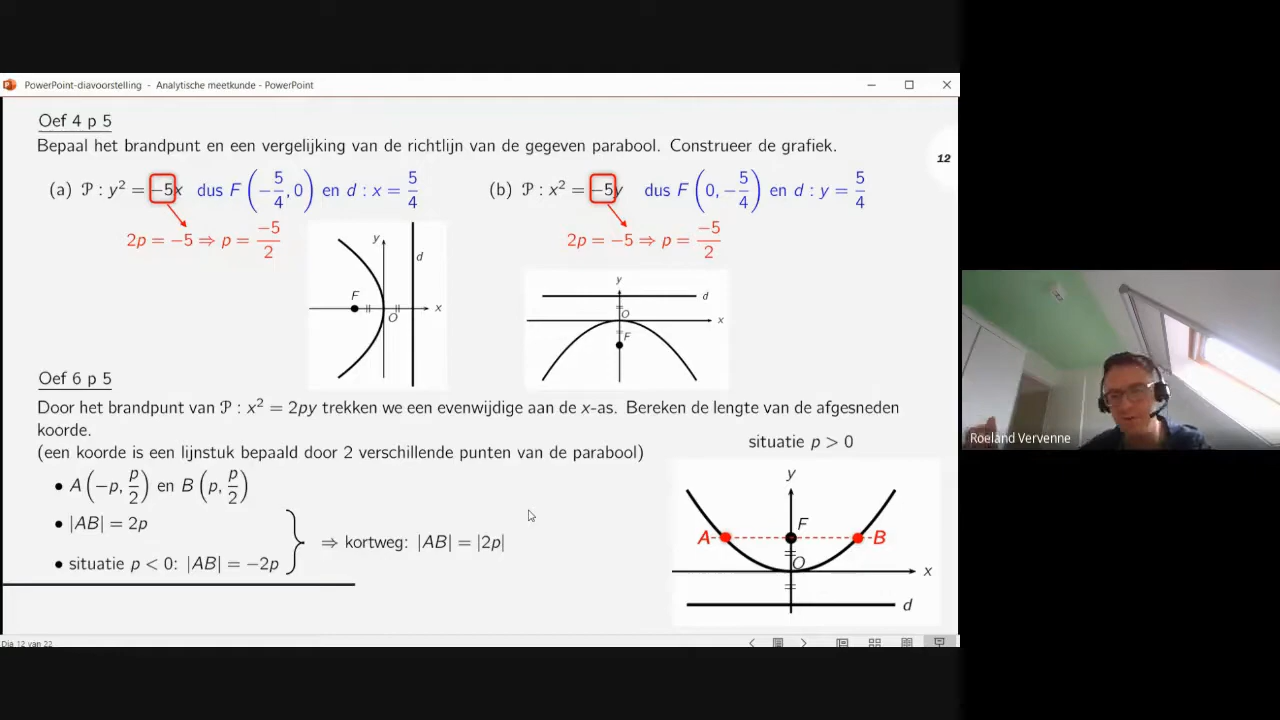 PowerPoint-diavoorstelling - Analytische meetkunde - PowerPoint
Oef 4 p 5
Bepaal het brandpunt en een vergelijking van de richtlijn van de gegeven parabool. Construeer de grafiek.
12
(a) 𝒫 : y² = −5x dus F (−5/4, 0) en d : x = 5/4
(b) 𝒫 : x² = −5y dus F (0, −5/4) en d : y = 5/4
2p = −5 ⇒ p = −5/2
2p = −5 ⇒ p = −5/2
y
d
F
O
x
y
d
O
x
F
Oef 6 p 5
Door het brandpunt van 𝒫 : x² = 2py trekken we een evenwijdige aan de x-as. Bereken de lengte van de afgesneden
koorde.
(een koorde is een lijnstuk bepaald door 2 verschillende punten van de parabool)
situatie p > 0
• A (−p, p/2) en B (p, p/2)
• |AB| = 2p
• situatie p < 0: |AB| = −2p
⇒ kortweg: |AB| = |2p|
y
F
A
B
O
x
d
Dia 12 van 22
Roeland Vervenne